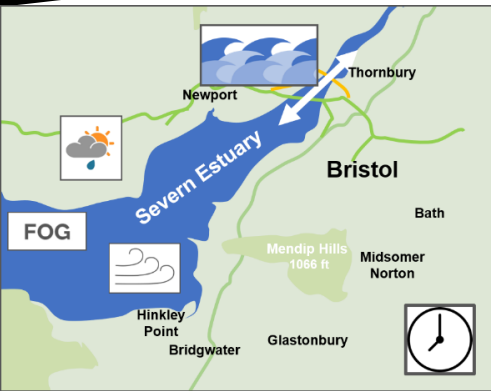 Thornbury
Newport
Severn Estuary
Bristol
Bath
FOG
Mendip Hills
1066 ft
Midsomer
Norton
Hinkley
Point
Glastonbury
Bridgwater